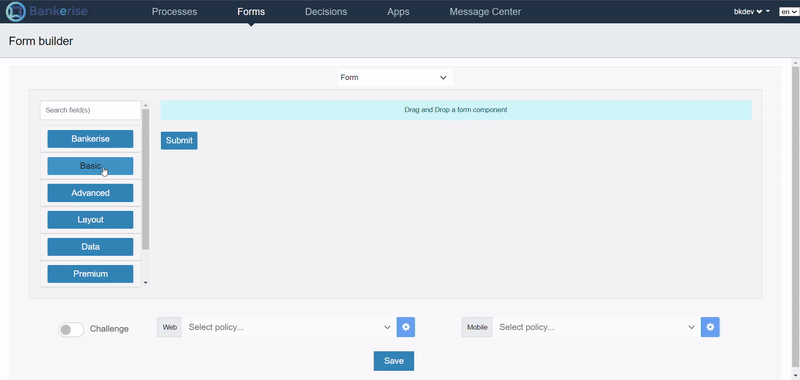 Bankerise
Processes
Forms
Decisions
Apps
Message Center
bkdev
en
Form builder
Form
Search field(s)
Drag and Drop a form component
Bankerise
Submit
Basic
Advanced
Layout
Data
Premium
Challenge
Web
Select policy...
Mobile
Select policy...
Save